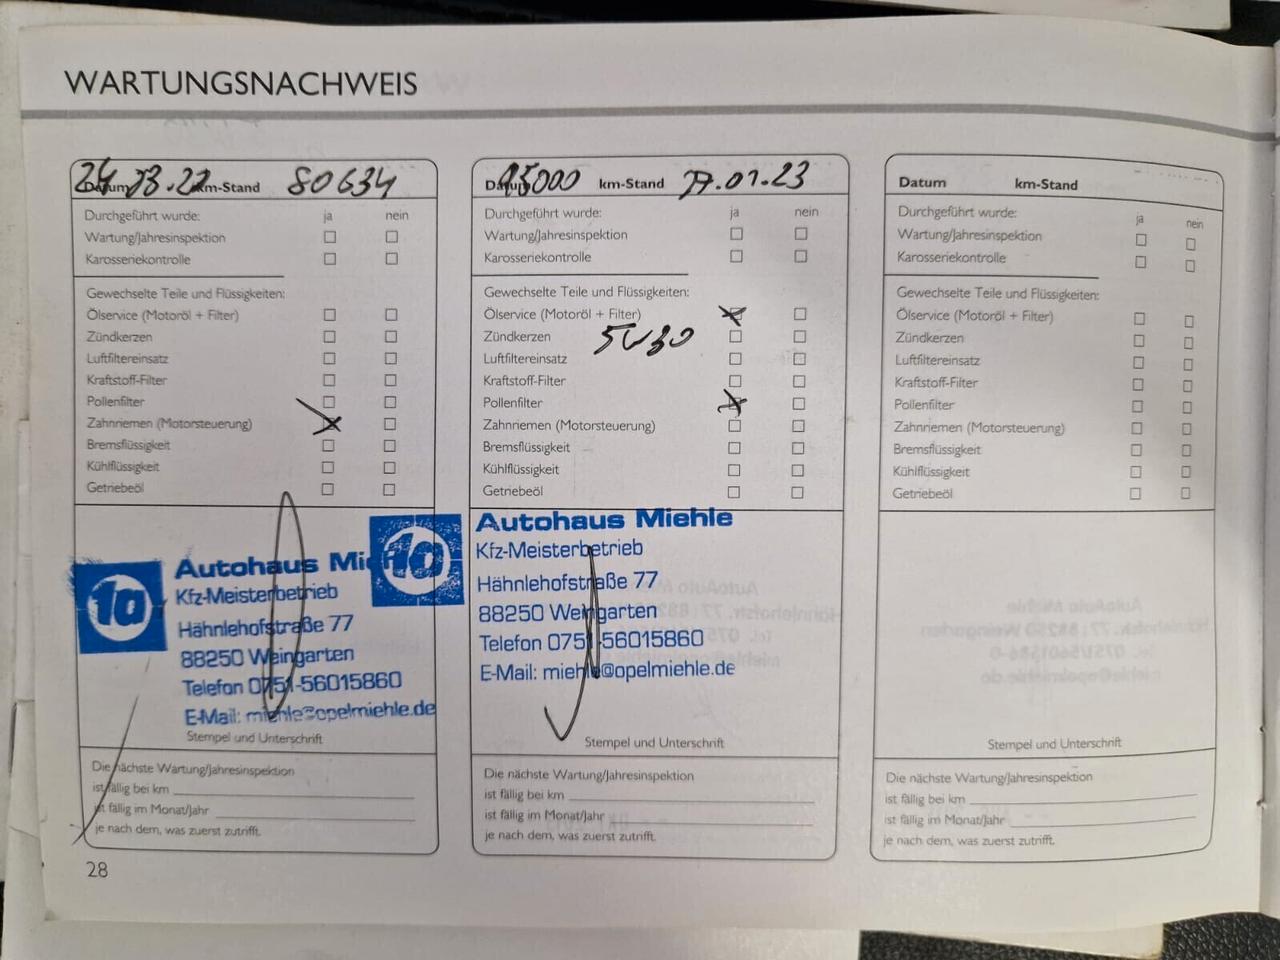 WARTUNGSNACHWEIS
Datum km-Stand 80634
Durchgeführt wurde: ja nein
Wartung/Jahresinspektion
Karosseriekontrolle
Gewechselte Teile und Flüssigkeiten:
Ölservice (Motoröl + Filter)
Zündkerzen
Luftfiltereinsatz
Kraftstoff-Filter
Pollenfilter
Zahnriemen (Motorsteuerung)
Bremsflüssigkeit
Kühlflüssigkeit
Getriebeöl
1a Autohaus Miehle
Kfz-Meisterbetrieb
Hähnlehofstraße 77
88250 Weingarten
Telefon 0751-56015860
E-Mail: miehle@opelmiehle.de
Stempel und Unterschrift
Die nächste Wartung/Jahresinspektion
ist fällig bei km
ist fällig im Monat/Jahr
je nach dem, was zuerst zutrifft.
28
Datum km-Stand
Durchgeführt wurde: ja nein
Wartung/Jahresinspektion
Karosseriekontrolle
Gewechselte Teile und Flüssigkeiten:
Ölservice (Motoröl + Filter)
Zündkerzen 5W30
Luftfiltereinsatz
Kraftstoff-Filter
Pollenfilter
Zahnriemen (Motorsteuerung)
Bremsflüssigkeit
Kühlflüssigkeit
Getriebeöl
1a Autohaus Miehle
Kfz-Meisterbetrieb
Hähnlehofstraße 77
88250 Weingarten
Telefon 0751-56015860
E-Mail: miehle@opelmiehle.de
Stempel und Unterschrift
Die nächste Wartung/Jahresinspektion
ist fällig bei km
ist fällig im Monat/Jahr
je nach dem, was zuerst zutrifft.
Datum km-Stand
Durchgeführt wurde: ja nein
Wartung/Jahresinspektion
Karosseriekontrolle
Gewechselte Teile und Flüssigkeiten:
Ölservice (Motoröl + Filter)
Zündkerzen
Luftfiltereinsatz
Kraftstoff-Filter
Pollenfilter
Zahnriemen (Motorsteuerung)
Bremsflüssigkeit
Kühlflüssigkeit
Getriebeöl
Stempel und Unterschrift
Die nächste Wartung/Jahresinspektion
ist fällig bei km
ist fällig im Monat/Jahr
je nach dem, was zuerst zutrifft.